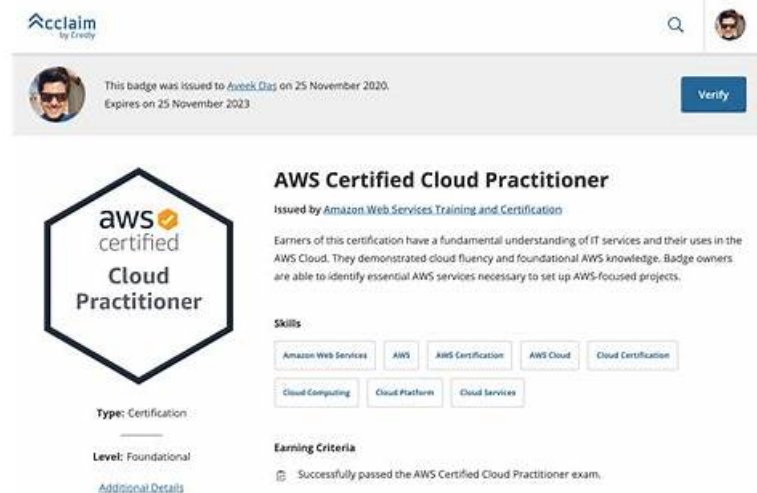 Acclaim
by Credly
This badge was issued to Aveek Das on 25 November 2020.
Expires on 25 November 2023
Verify
AWS Certified Cloud Practitioner
Issued by Amazon Web Services Training and Certification
Earners of this certification have a fundamental understanding of IT services and their uses in the
AWS Cloud. They demonstrated cloud fluency and foundational AWS knowledge. Badge owners
are able to identify essential AWS services necessary to set up AWS-focused projects.
aws
certified
Cloud
Practitioner
Skills
Amazon Web Services AWS AWS Certification AWS Cloud Cloud Certification
Cloud Computing Cloud Platform Cloud Services
Type: Certification
Level: Foundational
Additional Details
Earning Criteria
Successfully passed the AWS Certified Cloud Practitioner exam.